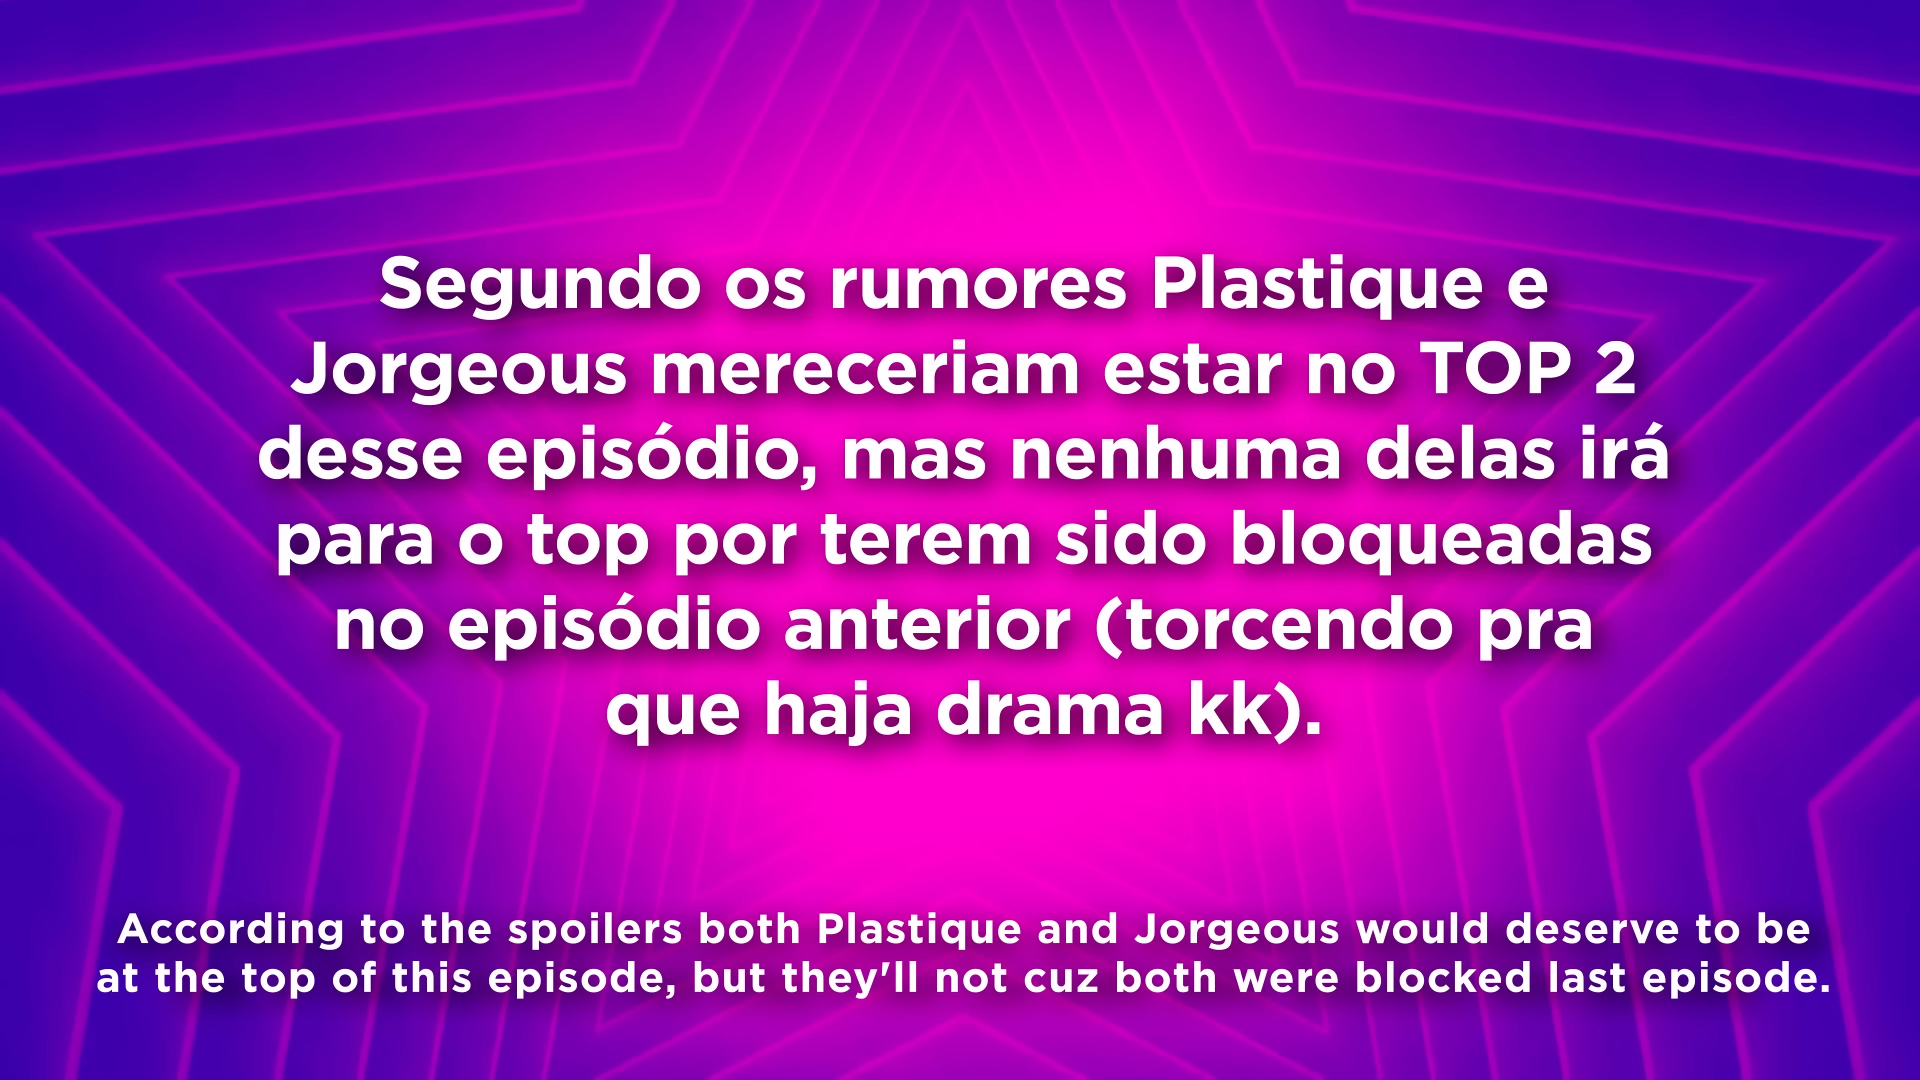 Segundo os rumores Plastique e
Jorgeous mereceriam estar no TOP 2
desse episódio, mas nenhuma delas irá
para o top por terem sido bloqueadas
no episódio anterior (torcendo pra
que haja drama kk).
According to the spoilers both Plastique and Jorgeous would deserve to be
at the top of this episode, but they'll not cuz both were blocked last episode.